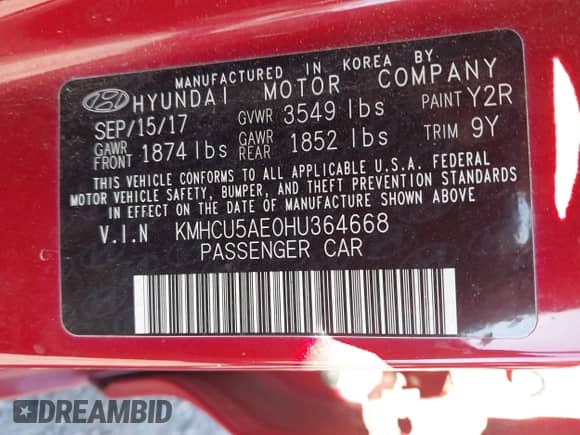 MANUFACTURED IN KOREA BY
HYUNDAI MOTOR COMPANY
SEP/15/17 GVWR 3549 lbs PAINT Y2R
GAWR FRONT 1874 lbs GAWR REAR 1852 lbs TRIM 9Y
THIS VEHICLE CONFORMS TO ALL APPLICABLE U.S.A. FEDERAL
MOTOR VEHICLE SAFETY, BUMPER, AND THEFT PREVENTION STANDARDS
IN EFFECT ON THE DATE OF MANUFACTURE SHOWN ABOVE.
V.I.N KMHCU5AE0HU364668
PASSENGER CAR
DREAMBID